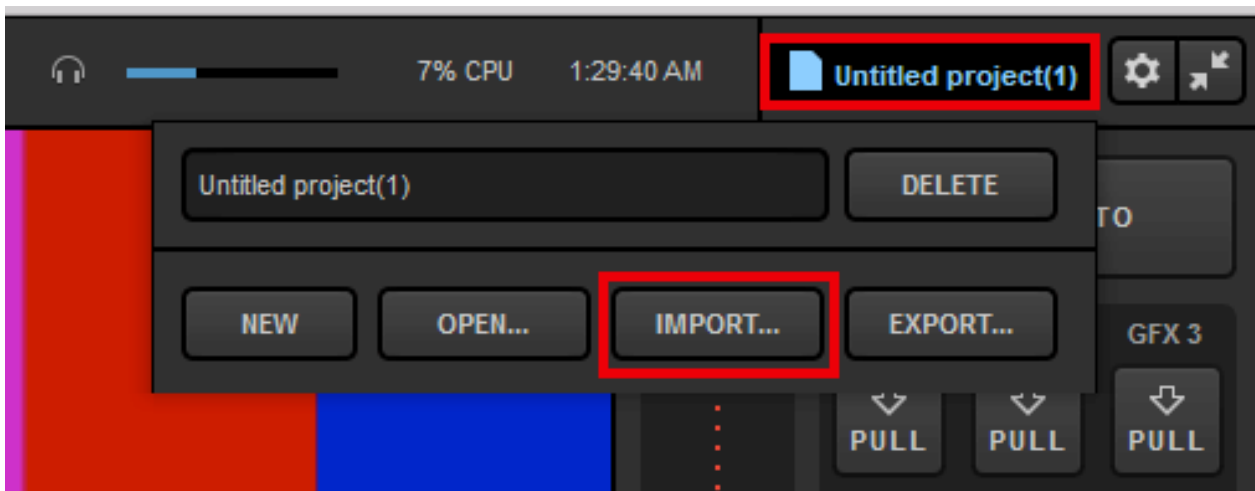 7% CPU 1:29:40 AM Untitled project(1)
Untitled project(1) DELETE
TO
NEW OPEN... IMPORT... EXPORT...
GFX 3
PULL PULL PULL